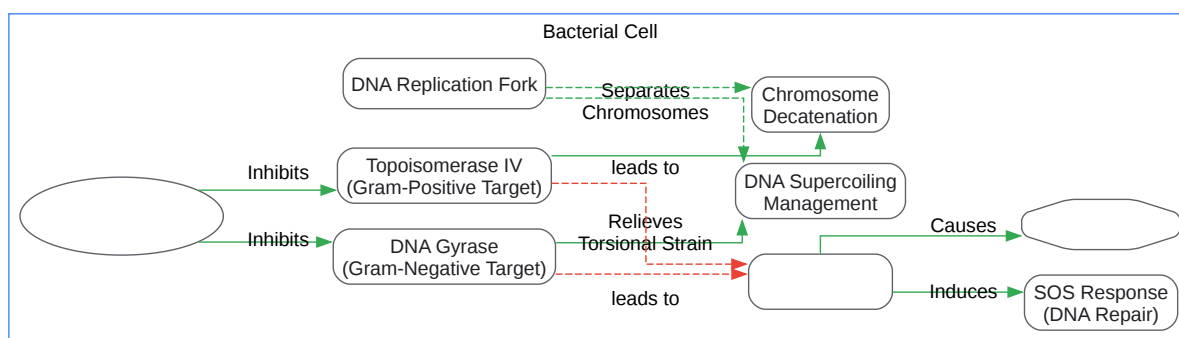 Bacterial Cell
DNA Replication Fork
Separates
Chromosomes
Chromosome
Decatenation
Inhibits
Topoisomerase IV
(Gram-Positive Target)
leads to
DNA Supercoiling
Management
Inhibits
DNA Gyrase
(Gram-Negative Target)
Relieves
Torsional Strain
leads to
Causes
Induces
SOS Response
(DNA Repair)